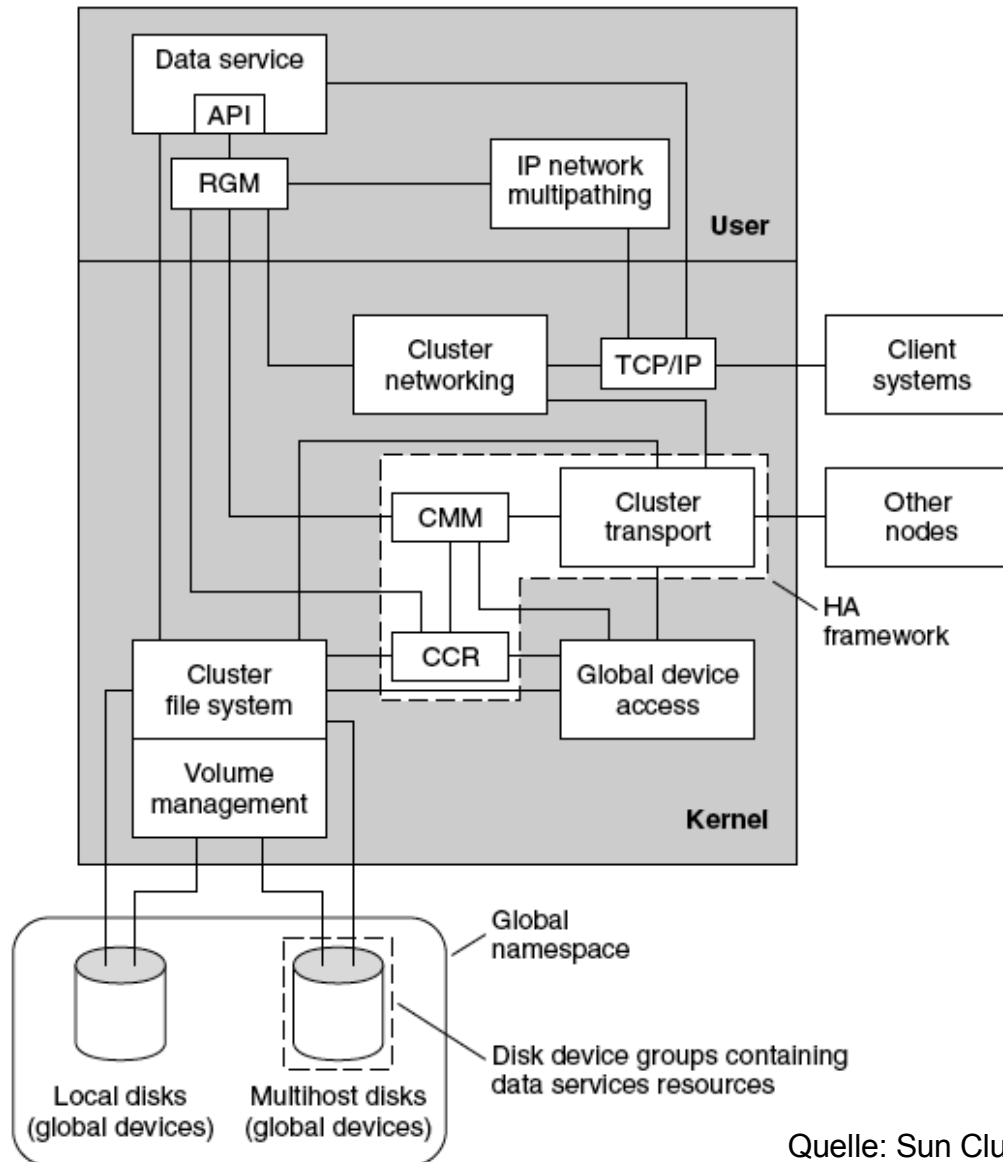 Data service
API
RGM
IP network
multipathing
User
Cluster
networking
TCP/IP
Client
systems
CMM
Cluster
transport
Other
nodes
HA
framework
CCR
Cluster
file system
Global device
access
Volume
management
Kernel
Global
namespace
Disk device groups containing
data services resources
Local disks
(global devices)
Multihost disks
(global devices)
Quelle: Sun Clu